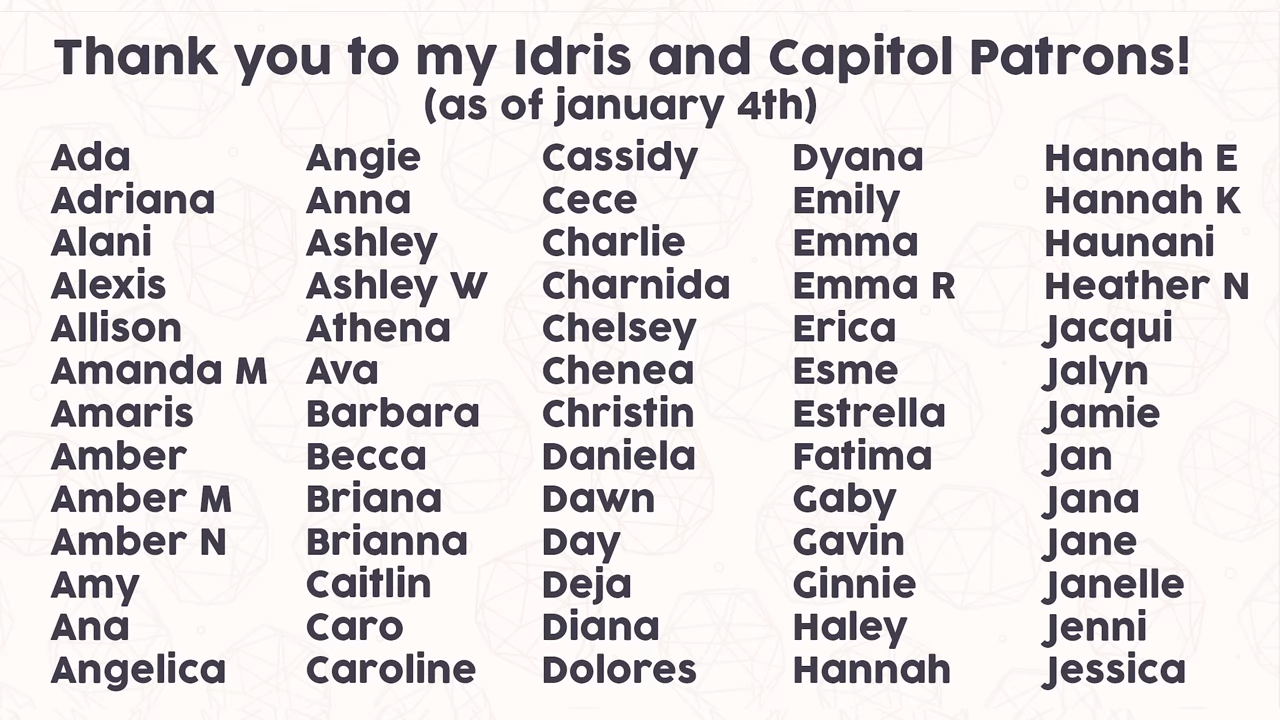 Thank you to my Idris and Capitol Patrons!
(as of january 4th)
Ada
Adriana
Alani
Alexis
Allison
Amanda M
Amaris
Amber
Amber M
Amber N
Amy
Ana
Angelica
Angie
Anna
Ashley
Ashley W
Athena
Ava
Barbara
Becca
Briana
Brianna
Caitlin
Caro
Caroline
Cassidy
Cece
Charlie
Charnida
Chelsey
Chenea
Christin
Daniela
Dawn
Day
Deja
Diana
Dolores
Dyana
Emily
Emma
Emma R
Erica
Esme
Estrella
Fatima
Gaby
Gavin
Ginnie
Haley
Hannah
Hannah E
Hannah K
Haunani
Heather N
Jacqui
Jalyn
Jamie
Jan
Jana
Jane
Janelle
Jenni
Jessica